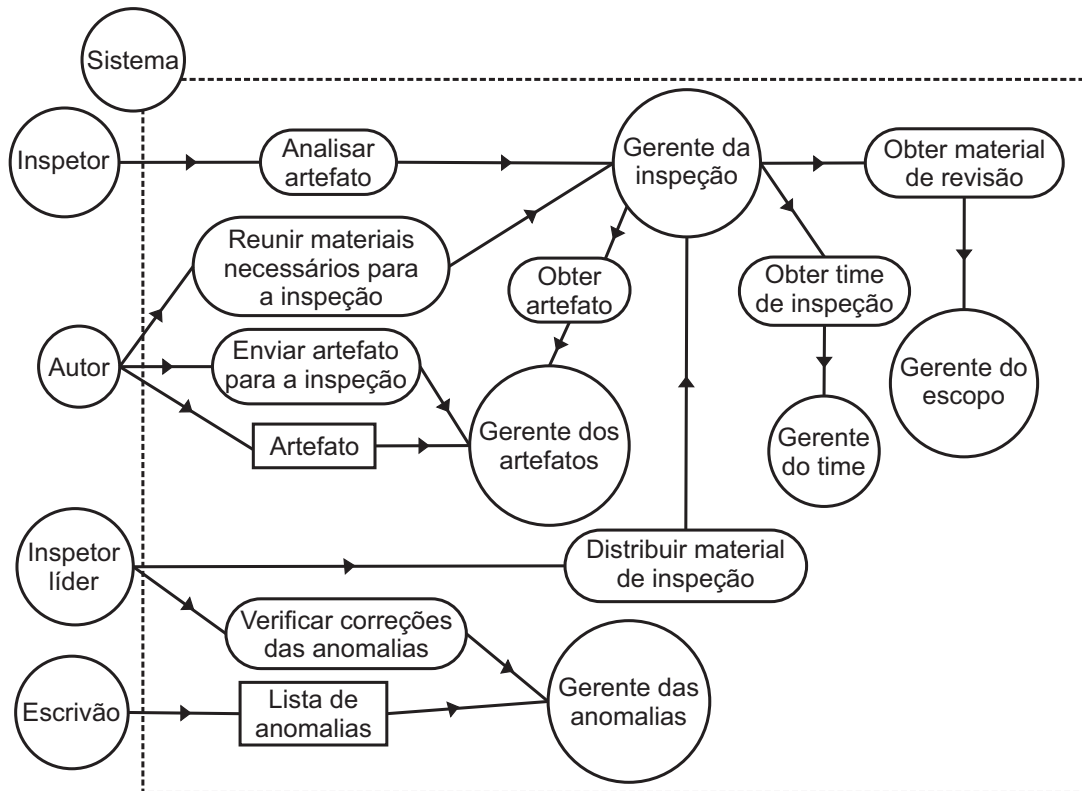 Sistema
Inspetor
Analisar
artefato
Gerente da
inspeção
Obter material
de revisão
Reunir materiais
necessários para
a inspeção
Obter
artefato
Obter time
de inspeção
Autor
Enviar artefato
para a inspeção
Artefato
Gerente dos
artefatos
Gerente
do time
Gerente do
escopo
Inspetor
líder
Distribuir material
de inspeção
Verificar correções
das anomalias
Escrivão
Lista de
anomalias
Gerente das
anomalias